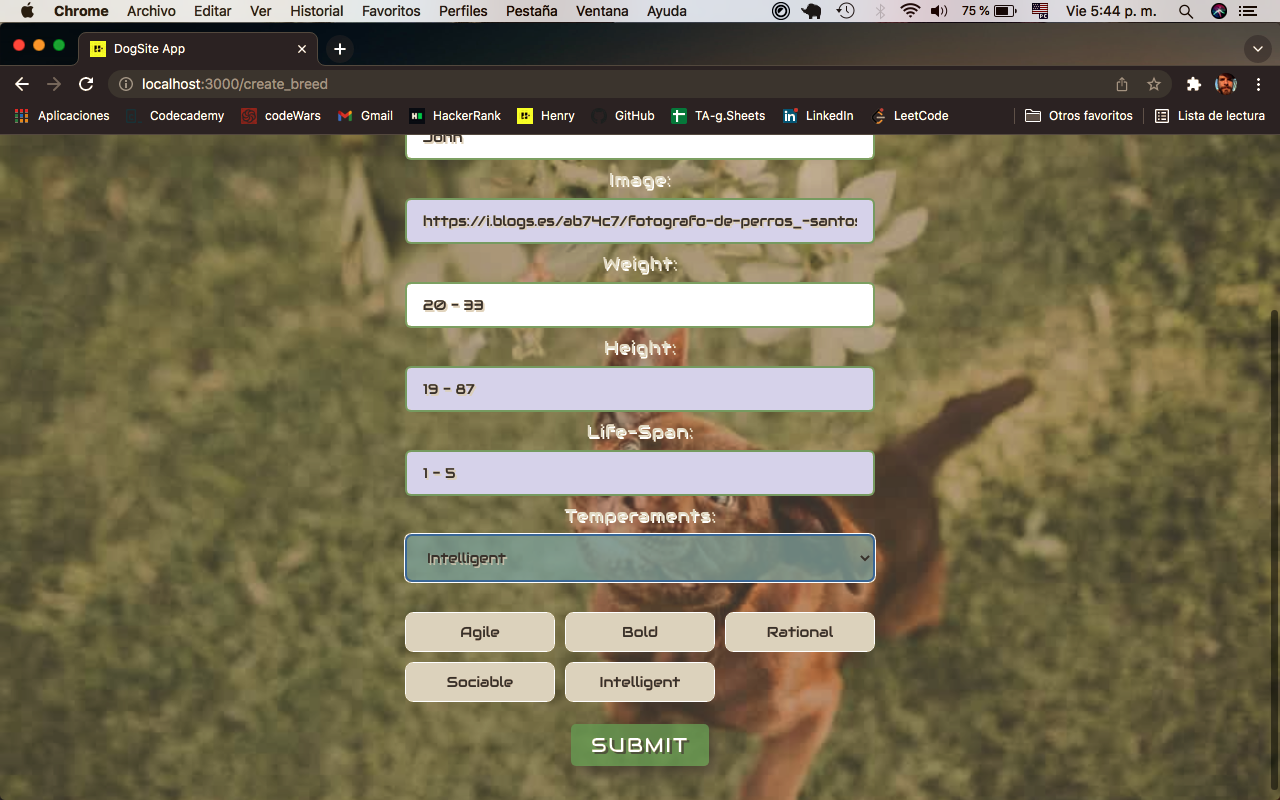 Chrome Archivo Editar Ver Historial Favoritos Perfiles Pestaña Ventana Ayuda 75 % Vie 5:44 p. m.
DogSite App
localhost:3000/create_breed
Aplicaciones Codecademy codeWars Gmail HackerRank Henry GitHub TA-g.Sheets LinkedIn LeetCode Otros favoritos Lista de lectura
John
Image:
https://i.blogs.es/ab74c7/fotografo-de-perros_-santos
Weight:
20 - 33
Height:
19 - 87
Life-Span:
1 - 5
Temperaments:
Intelligent
Agile Bold Rational
Sociable Intelligent
SUBMIT